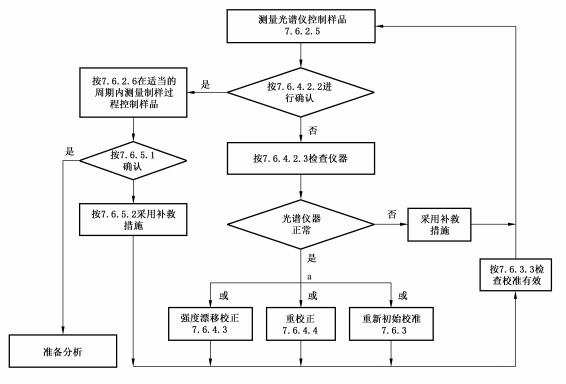 测量光谱仪控制样品
7.6.2.5
按7.6.2.6在适当的
周期内测量制样过
程控制样品
是
按7.6.4.2.2进
行确认
否
是
按7.6.5.1
确认
按7.6.4.2.3检查仪器
按7.6.5.2采用补救
措施
光谱仪器
正常
否
采用补救
措施
是
a
按7.6.3.3检
查校准有效
或
或
或
强度漂移校正
7.6.4.3
重校正
7.6.4.4
重新初始校准
7.6.3
准备分析